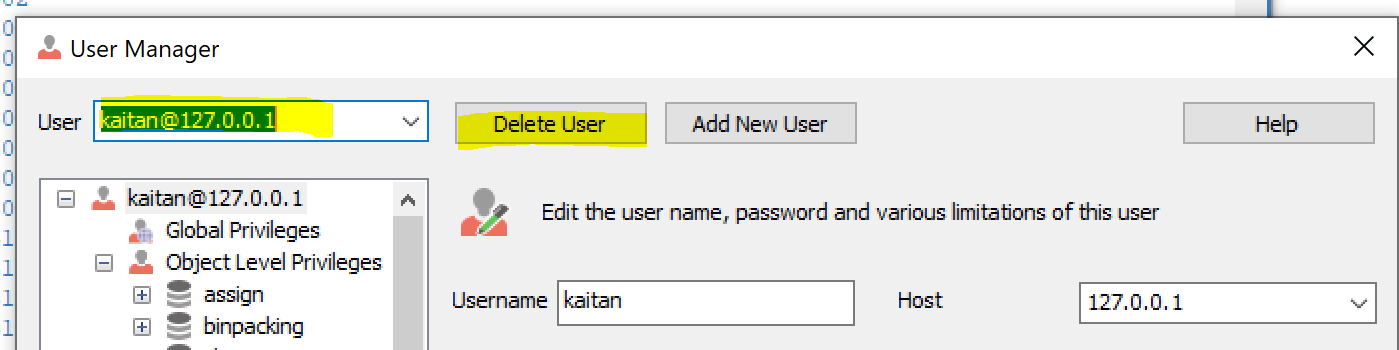 User Manager
User kaitan@127.0.0.1 Delete User Add New User Help
kaitan@127.0.0.1
Global Privileges
Edit the user name, password and various limitations of this user
Object Level Privileges
assign
Username kaitan Host 127.0.0.1
binpacking